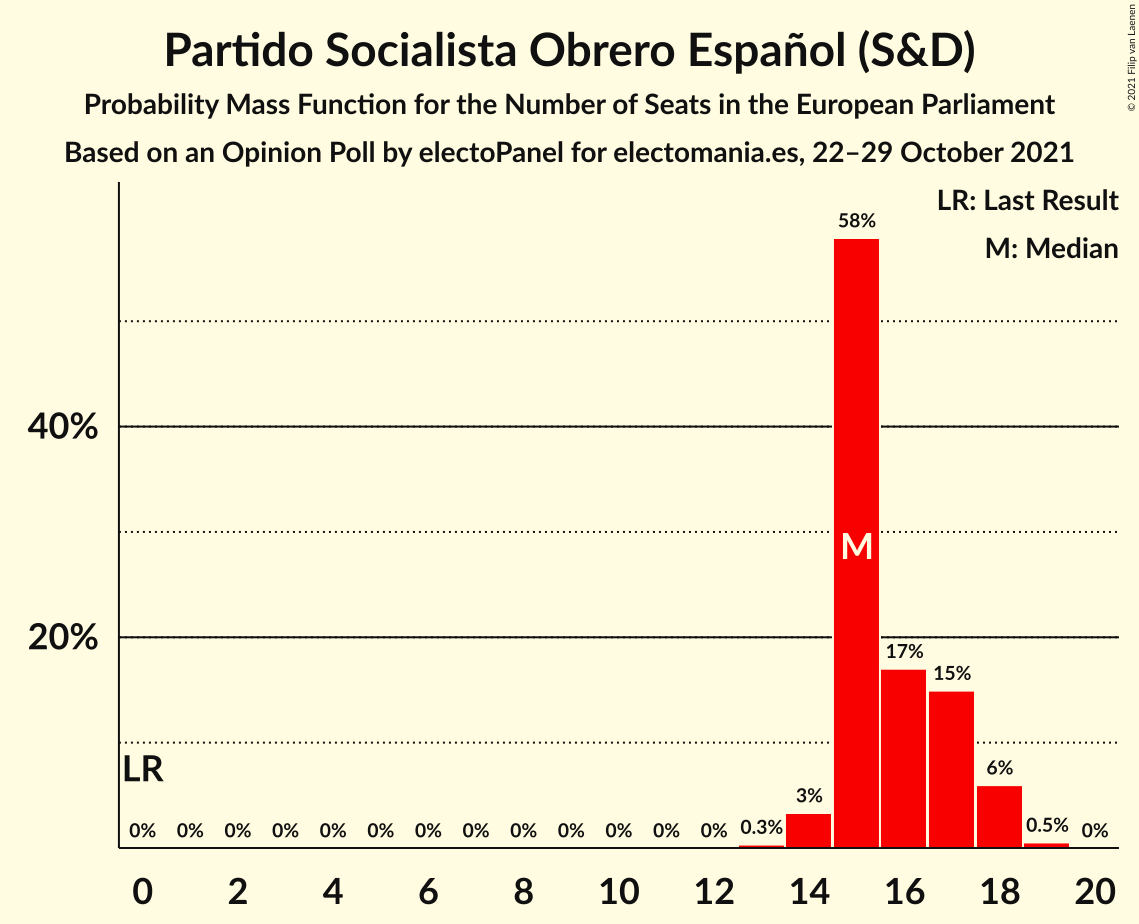 Partido Socialista Obrero Español (S&D)
Probability Mass Function for the Number of Seats in the European Parliament
Based on an Opinion Poll by electoPanel for electomania.es, 22–29 October 2021
© 2021 Filip van Laenen
LR: Last Result
M: Median
58%
40%
M
20%
17%
15%
LR
6%
3%
0% 0% 0% 0% 0% 0% 0% 0% 0% 0% 0% 0% 0% 0.3% 0.5% 0%
0 2 4 6 8 10 12 14 16 18 20